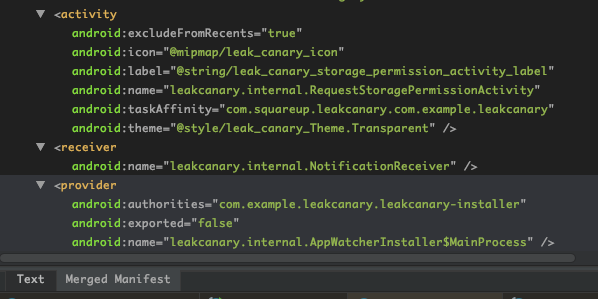 <activity
android:excludeFromRecents="true"
android:icon="@mipmap/leak_canary_icon"
android:label="@string/leak_canary_storage_permission_activity_label"
android:name="leakcanary.internal.RequestStoragePermissionActivity"
android:taskAffinity="com.squareup.leakcanary.com.example.leakcanary"
android:theme="@style/leak_canary_Theme.Transparent" />
<receiver
android:name="leakcanary.internal.NotificationReceiver" />
<provider
android:authorities="com.example.leakcanary.leakcanary-installer"
android:exported="false"
android:name="leakcanary.internal.AppWatcherInstaller$MainProcess" />
Text Merged Manifest